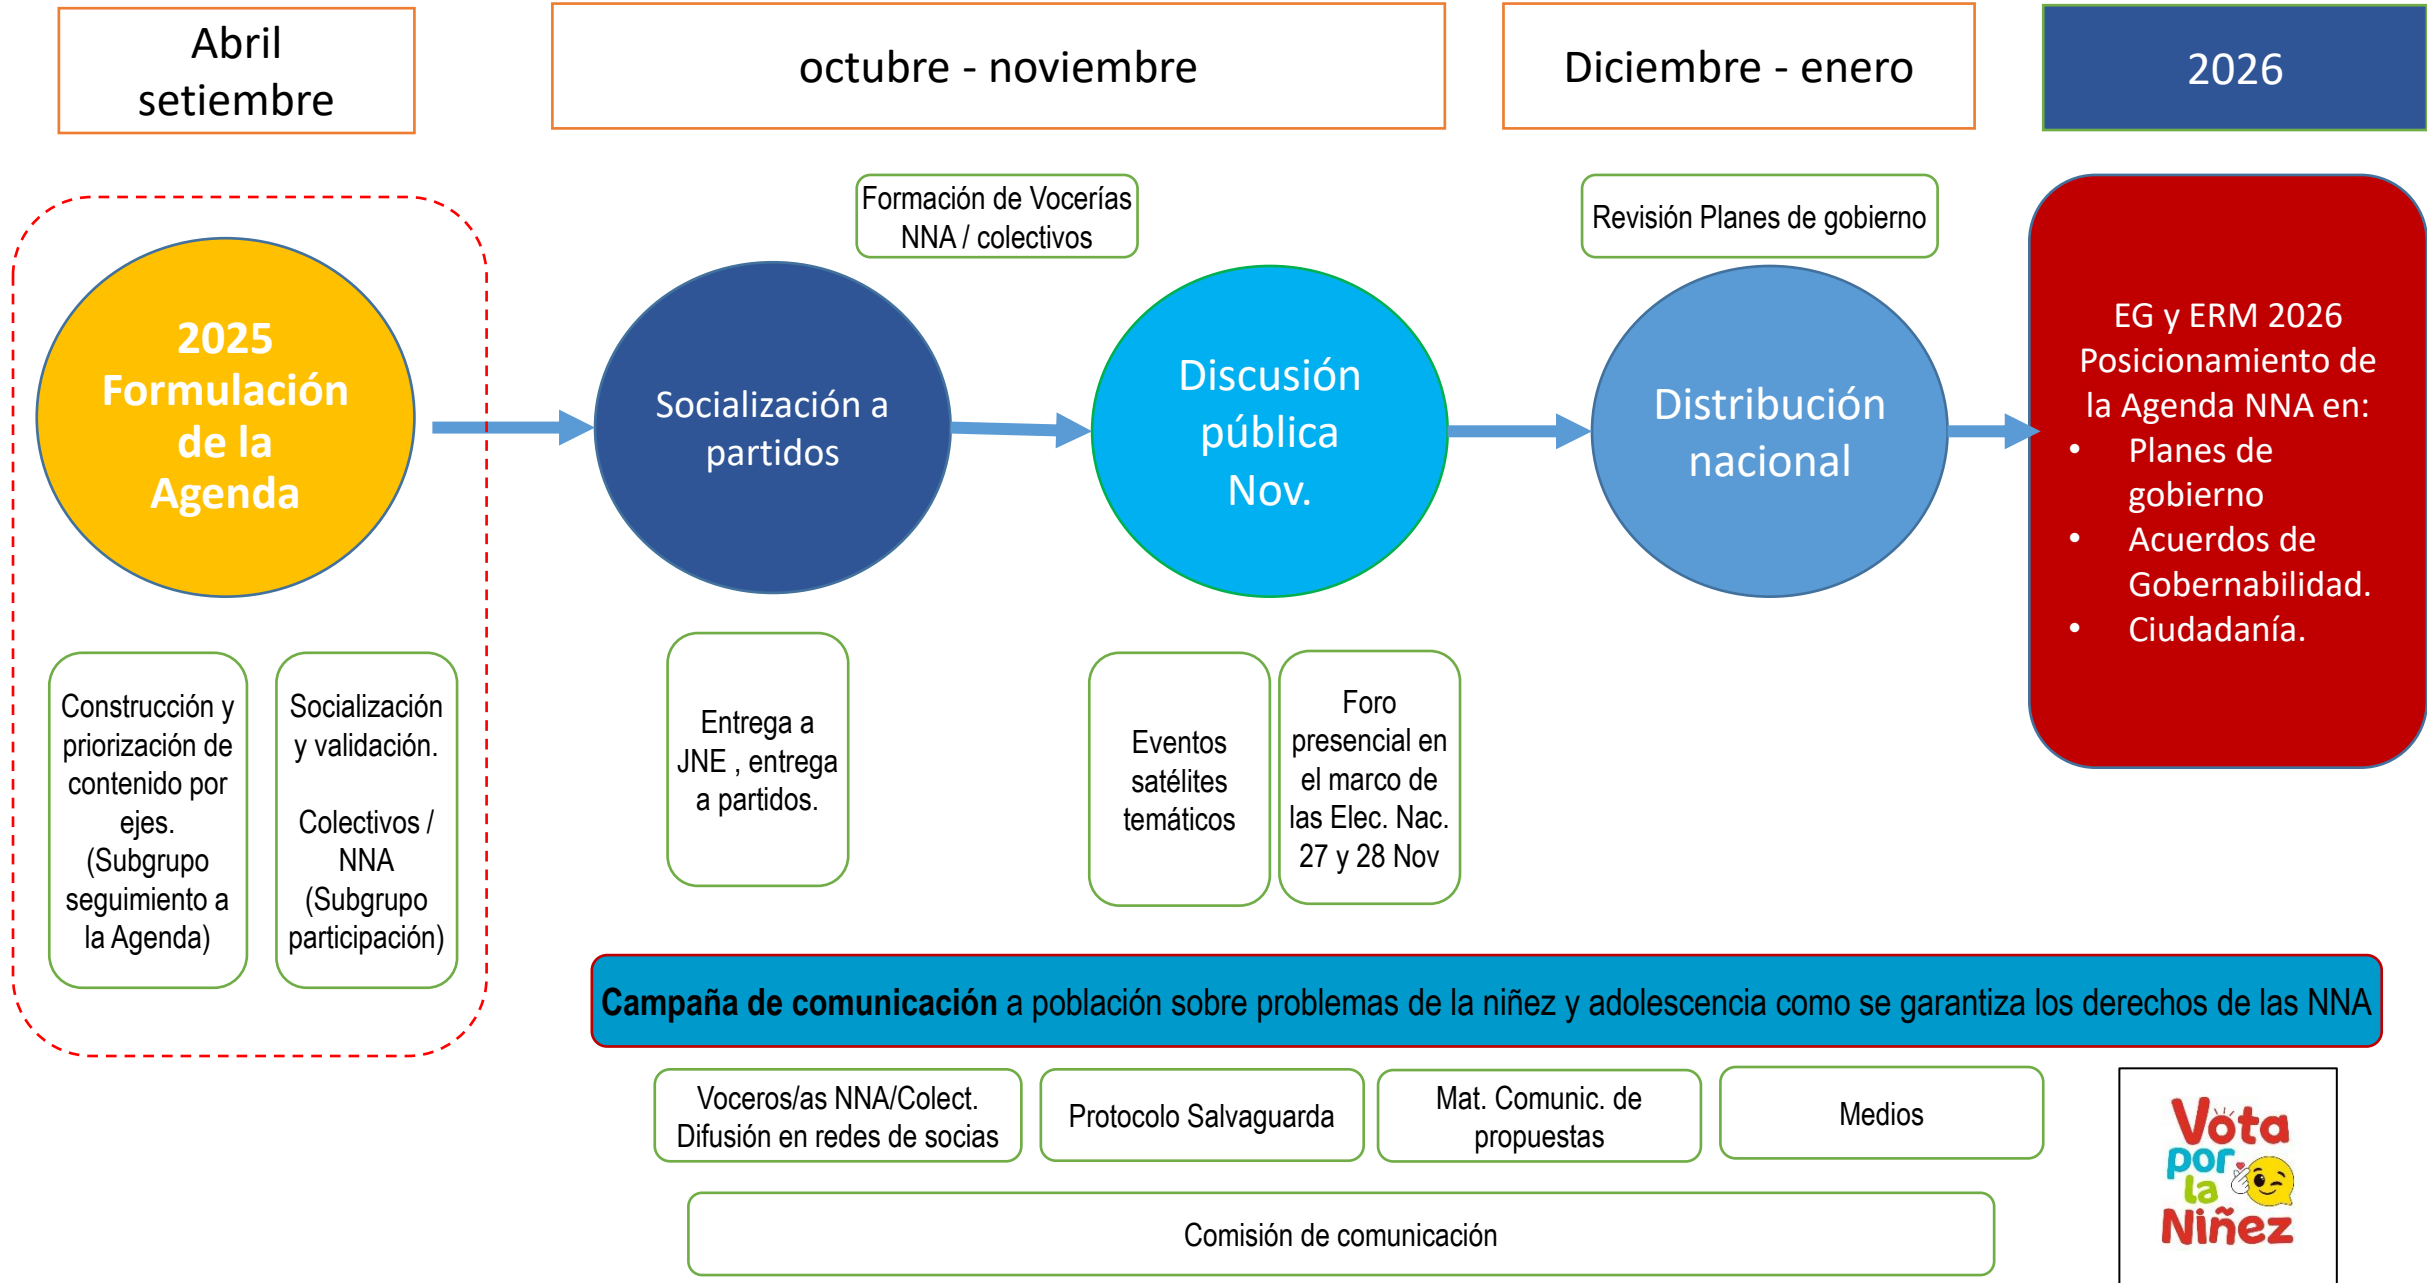 Abril
setiembre
octubre - noviembre
Diciembre - enero
2026
Formación de Vocerías
NNA / colectivos
Revisión Planes de gobierno
2025
Formulación
de la
Agenda
Socialización a
partidos
Discusión
pública
Nov.
Distribución
nacional
EG y ERM 2026
Posicionamiento de
la Agenda NNA en:
• Planes de
gobierno
• Acuerdos de
Gobernabilidad.
• Ciudadanía.
Construcción y
priorización de
contenido por
ejes.
(Subgrupo
seguimiento a
la Agenda)
Socialización
y validación.
Colectivos /
NNA
(Subgrupo
participación)
Entrega a
JNE , entrega
a partidos.
Eventos
satélites
temáticos
Foro
presencial en
el marco de
las Elec. Nac.
27 y 28 Nov
Campaña de comunicación a población sobre problemas de la niñez y adolescencia como se garantiza los derechos de las NNA
Voceros/as NNA/Colect.
Difusión en redes de socias
Protocolo Salvaguarda
Mat. Comunic. de
propuestas
Medios
Comisión de comunicación
Vota
por
la
Niñez